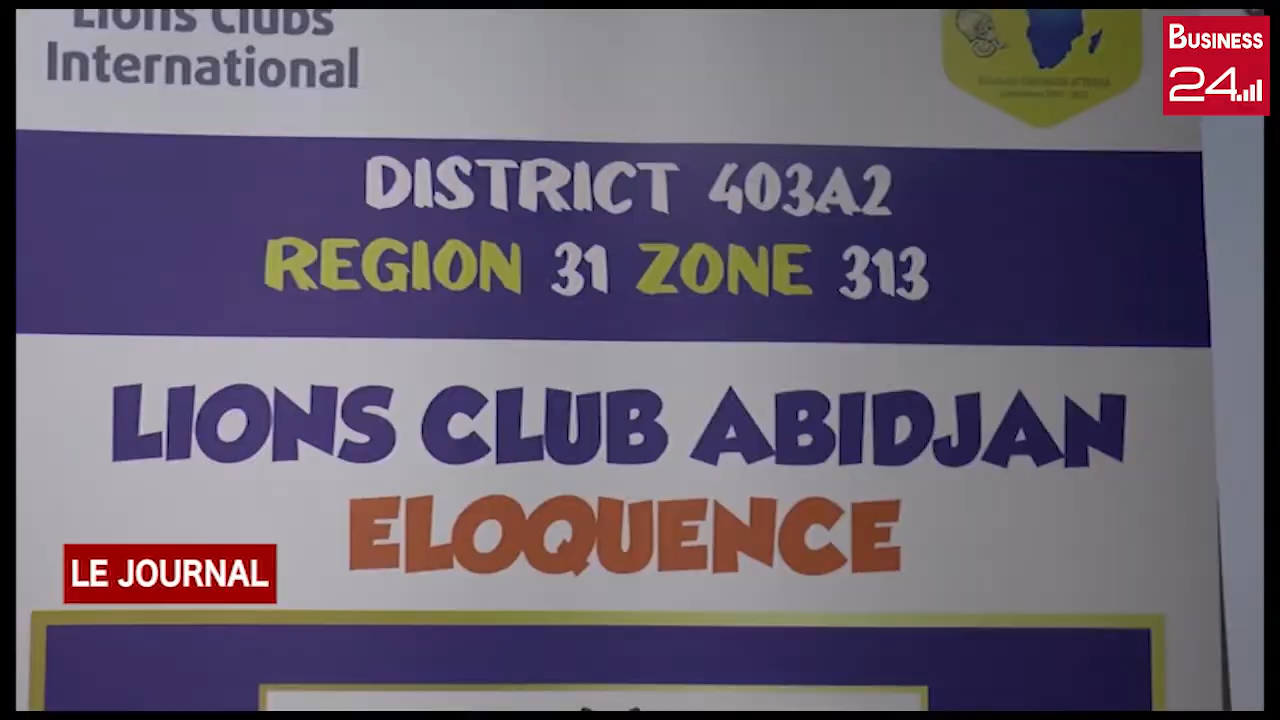 Lions Clubs
International
BUSINESS
24
DISTRICT 403A2
REGION 31 ZONE 313
LIONS CLUB ABIDJAN
ELOQUENCE
LE JOURNAL